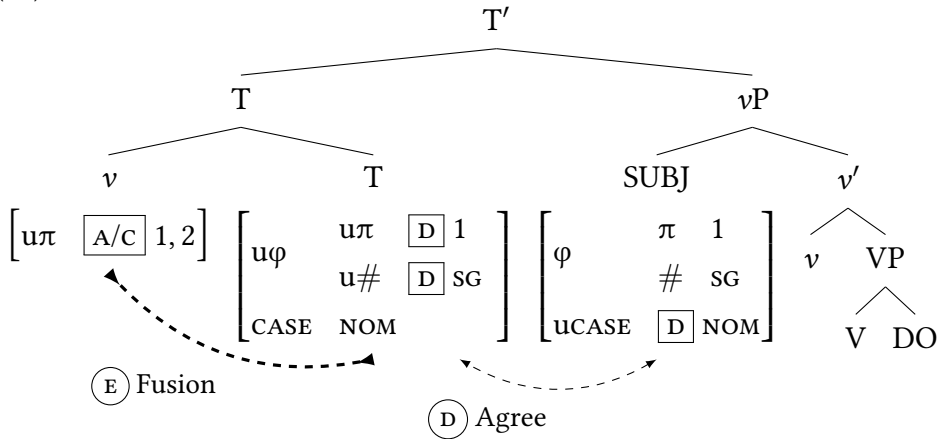 T′
T vP
v T SUBJ v′
[uπ A/C 1, 2] [uφ uπ D 1 u# D SG CASE NOM] [φ π 1 # SG uCASE D NOM] v VP
V DO
E Fusion
D Agree